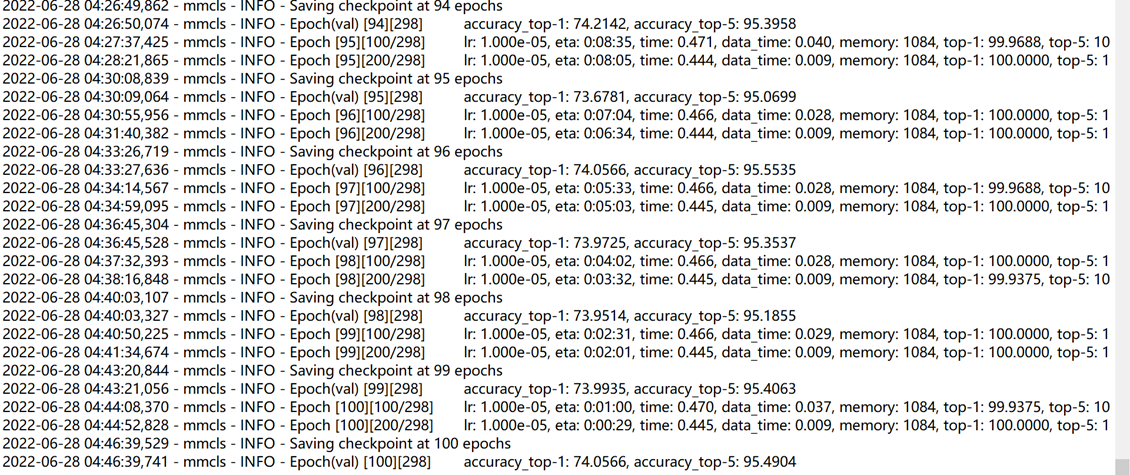 2022-06-28 04:26:49,862 - mmcls - INFO - Saving checkpoint at 94 epochs
2022-06-28 04:26:50,074 - mmcls - INFO - Epoch(val) [94][298] accuracy_top-1: 74.2142, accuracy_top-5: 95.3958
2022-06-28 04:27:37,425 - mmcls - INFO - Epoch [95][100/298] lr: 1.000e-05, eta: 0:08:35, time: 0.471, data_time: 0.040, memory: 1084, top-1: 99.9688, top-5: 10
2022-06-28 04:28:21,865 - mmcls - INFO - Epoch [95][200/298] lr: 1.000e-05, eta: 0:08:05, time: 0.444, data_time: 0.009, memory: 1084, top-1: 100.0000, top-5: 1
2022-06-28 04:30:08,839 - mmcls - INFO - Saving checkpoint at 95 epochs
2022-06-28 04:30:09,064 - mmcls - INFO - Epoch(val) [95][298] accuracy_top-1: 73.6781, accuracy_top-5: 95.0699
2022-06-28 04:30:55,956 - mmcls - INFO - Epoch [96][100/298] lr: 1.000e-05, eta: 0:07:04, time: 0.466, data_time: 0.028, memory: 1084, top-1: 100.0000, top-5: 1
2022-06-28 04:31:40,382 - mmcls - INFO - Epoch [96][200/298] lr: 1.000e-05, eta: 0:06:34, time: 0.444, data_time: 0.009, memory: 1084, top-1: 100.0000, top-5: 1
2022-06-28 04:33:26,719 - mmcls - INFO - Saving checkpoint at 96 epochs
2022-06-28 04:33:27,636 - mmcls - INFO - Epoch(val) [96][298] accuracy_top-1: 74.0566, accuracy_top-5: 95.5535
2022-06-28 04:34:14,567 - mmcls - INFO - Epoch [97][100/298] lr: 1.000e-05, eta: 0:05:33, time: 0.466, data_time: 0.028, memory: 1084, top-1: 99.9688, top-5: 10
2022-06-28 04:34:59,095 - mmcls - INFO - Epoch [97][200/298] lr: 1.000e-05, eta: 0:05:03, time: 0.445, data_time: 0.009, memory: 1084, top-1: 100.0000, top-5: 1
2022-06-28 04:36:45,304 - mmcls - INFO - Saving checkpoint at 97 epochs
2022-06-28 04:36:45,528 - mmcls - INFO - Epoch(val) [97][298] accuracy_top-1: 73.9725, accuracy_top-5: 95.3537
2022-06-28 04:37:32,393 - mmcls - INFO - Epoch [98][100/298] lr: 1.000e-05, eta: 0:04:02, time: 0.466, data_time: 0.028, memory: 1084, top-1: 100.0000, top-5: 1
2022-06-28 04:38:16,848 - mmcls - INFO - Epoch [98][200/298] lr: 1.000e-05, eta: 0:03:32, time: 0.445, data_time: 0.009, memory: 1084, top-1: 99.9375, top-5: 10
2022-06-28 04:40:03,107 - mmcls - INFO - Saving checkpoint at 98 epochs
2022-06-28 04:40:03,327 - mmcls - INFO - Epoch(val) [98][298] accuracy_top-1: 73.9514, accuracy_top-5: 95.1855
2022-06-28 04:40:50,225 - mmcls - INFO - Epoch [99][100/298] lr: 1.000e-05, eta: 0:02:31, time: 0.466, data_time: 0.029, memory: 1084, top-1: 100.0000, top-5: 1
2022-06-28 04:41:34,674 - mmcls - INFO - Epoch [99][200/298] lr: 1.000e-05, eta: 0:02:01, time: 0.445, data_time: 0.009, memory: 1084, top-1: 100.0000, top-5: 1
2022-06-28 04:43:20,844 - mmcls - INFO - Saving checkpoint at 99 epochs
2022-06-28 04:43:21,056 - mmcls - INFO - Epoch(val) [99][298] accuracy_top-1: 73.9935, accuracy_top-5: 95.4063
2022-06-28 04:44:08,370 - mmcls - INFO - Epoch [100][100/298] lr: 1.000e-05, eta: 0:01:00, time: 0.470, data_time: 0.037, memory: 1084, top-1: 99.9375, top-5: 10
2022-06-28 04:44:52,828 - mmcls - INFO - Epoch [100][200/298] lr: 1.000e-05, eta: 0:00:29, time: 0.445, data_time: 0.009, memory: 1084, top-1: 100.0000, top-5: 1
2022-06-28 04:46:39,529 - mmcls - INFO - Saving checkpoint at 100 epochs
2022-06-28 04:46:39,741 - mmcls - INFO - Epoch(val) [100][298] accuracy_top-1: 74.0566, accuracy_top-5: 95.4904